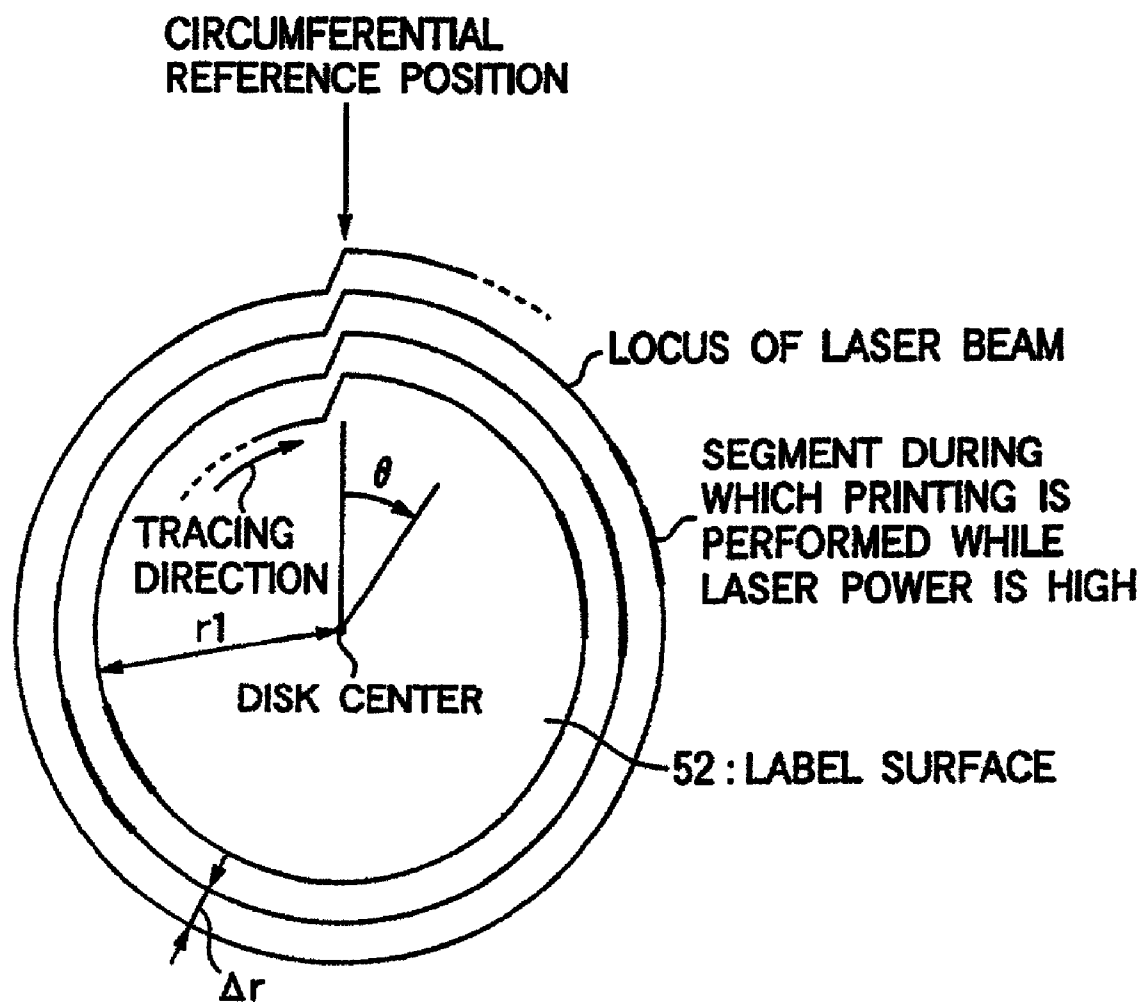 CIRCUMFERENTIAL
REFERENCE POSITION
LOCUS OF LASER BEAM
SEGMENT DURING
WHICH PRINTING IS
PERFORMED WHILE
LASER POWER IS HIGH
θ
TRACING
DIRECTION
r1
DISK CENTER
52 : LABEL SURFACE
Δr